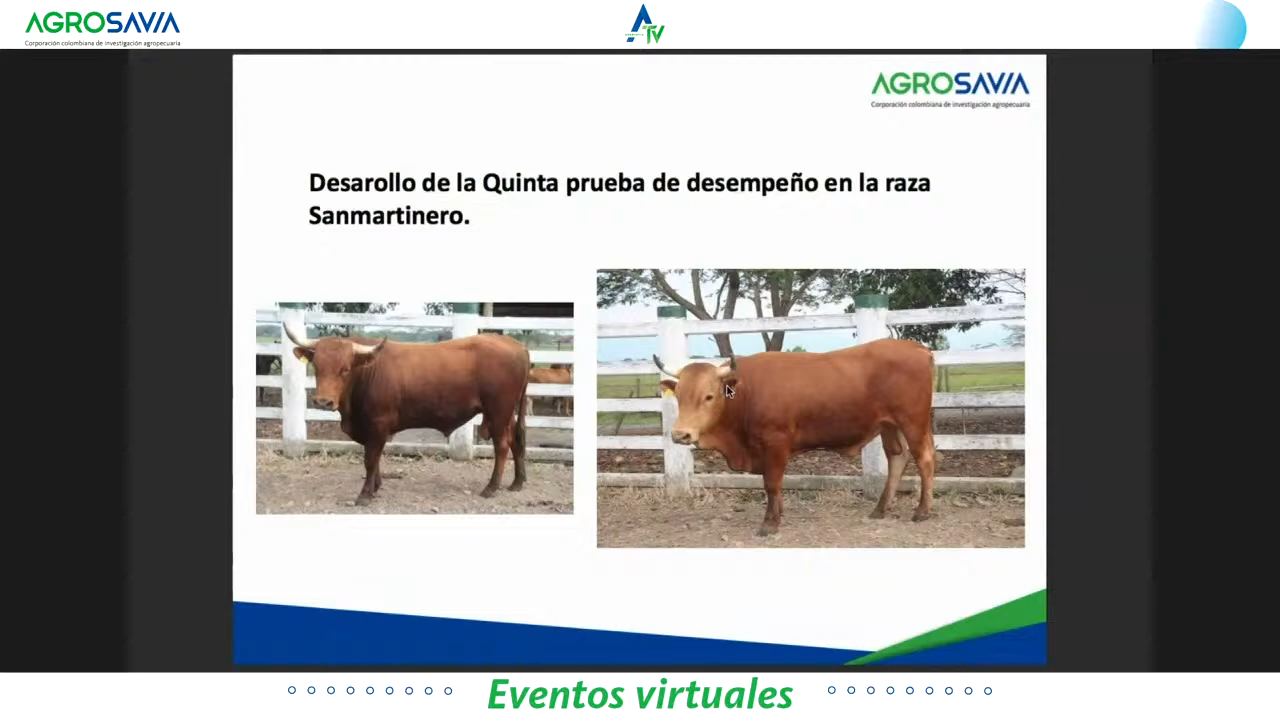 AGROSAVIA
Corporación colombiana de investigación agropecuaria
ATV
AGROSAVIA
Corporación colombiana de investigación agropecuaria
Desarollo de la Quinta prueba de desempeño en la raza
Sanmartinero.
Eventos virtuales